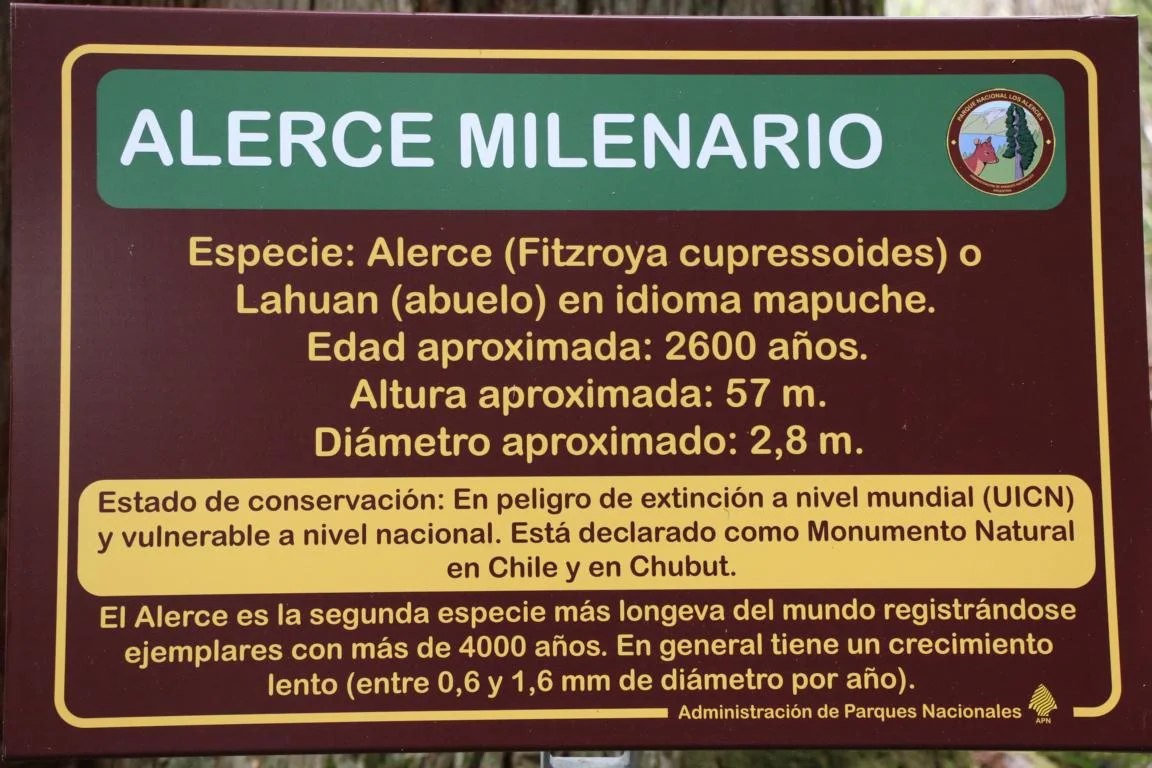 ALERCE MILENARIO
PARQUE NACIONAL LOS ALERCES
Especie: Alerce (Fitzroya cupressoides) o
Lahuan (abuelo) en idioma mapuche.
Edad aproximada: 2600 años.
Altura aproximada: 57 m.
Diámetro aproximado: 2,8 m.
Estado de conservación: En peligro de extinción a nivel mundial (UICN)
y vulnerable a nivel nacional. Está declarado como Monumento Natural
en Chile y en Chubut.
El Alerce es la segunda especie más longeva del mundo registrándose
ejemplares con más de 4000 años. En general tiene un crecimiento
lento (entre 0,6 y 1,6 mm de diámetro por año).
Administración de Parques Nacionales
APN